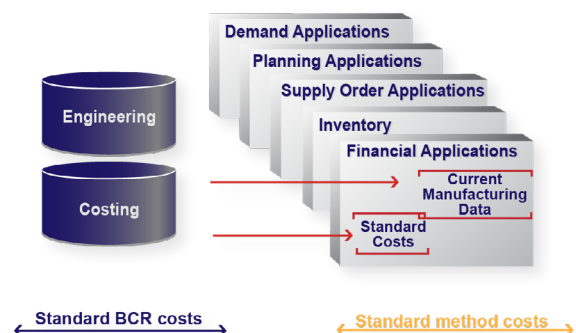 Demand Applications
Planning Applications
Supply Order Applications
Inventory
Financial Applications
Engineering
Costing
Current
Manufacturing
Data
Standard
Costs
Standard BCR costs
Standard method costs